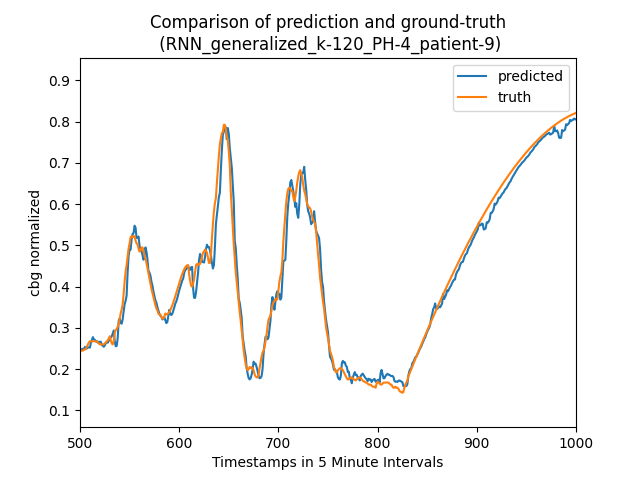 Comparison of prediction and ground-truth
(RNN_generalized_k-120_PH-4_patient-9)
predicted
truth
cbg normalized
0.9
0.8
0.7
0.6
0.5
0.4
0.3
0.2
0.1
500 600 700 800 900 1000
Timestamps in 5 Minute Intervals